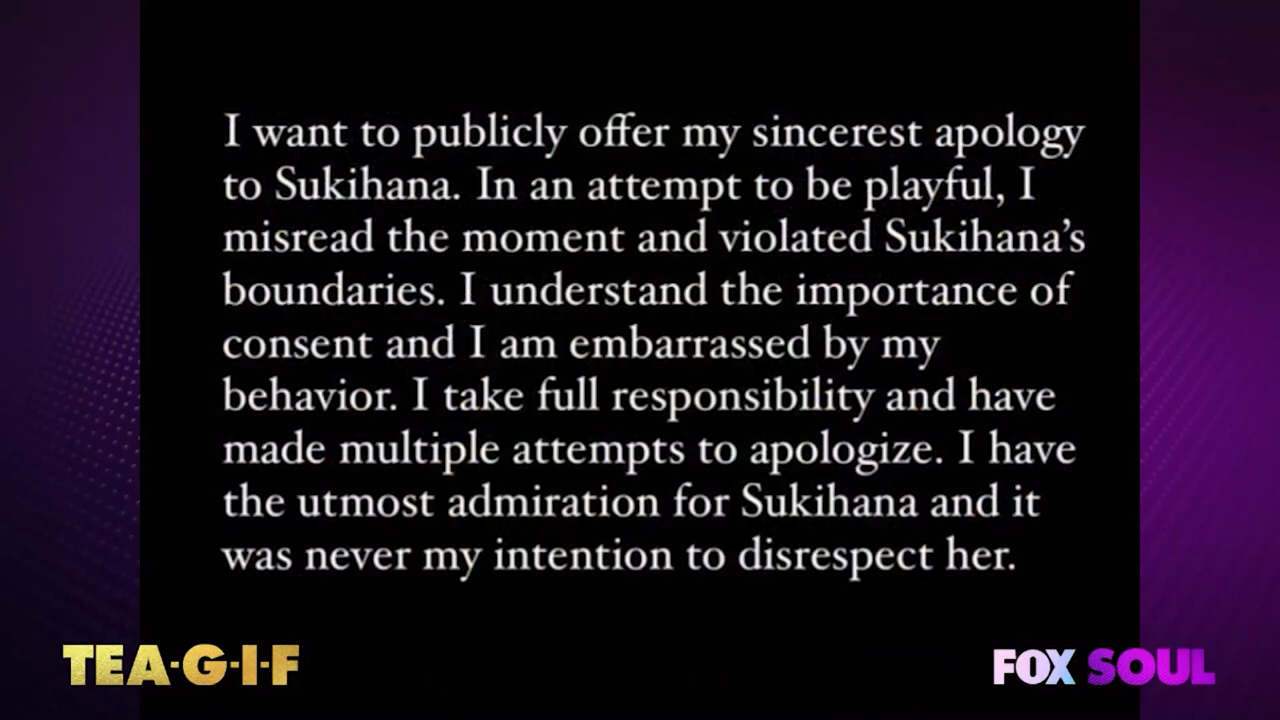 I want to publicly offer my sincerest apology
to Sukihana. In an attempt to be playful, I
misread the moment and violated Sukihana’s
boundaries. I understand the importance of
consent and I am embarrassed by my
behavior. I take full responsibility and have
made multiple attempts to apologize. I have
the utmost admiration for Sukihana and it
was never my intention to disrespect her.
TEA-G-I-F
FOX SOUL